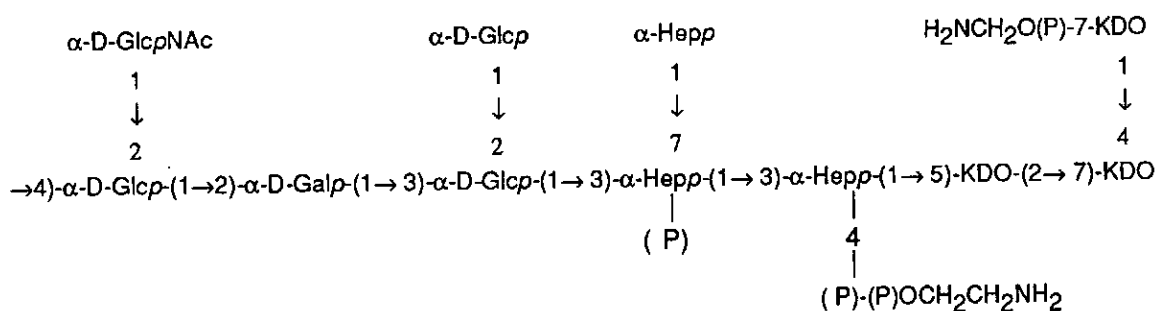 α-D-GlcpNAc α-D-Glcp α-Hepp H₂NCH₂O(P)-7-KDO
1 1 1 1
↓ ↓ ↓ ↓
2 2 7 4
→4)-α-D-Glcp-(1→2)-α-D-Galp-(1→3)-α-D-Glcp-(1→3)-α-Hepp-(1→3)-α-Hepp-(1→5)-KDO-(2→7)-KDO
( P) 4
(P)-(P)OCH₂CH₂NH₂